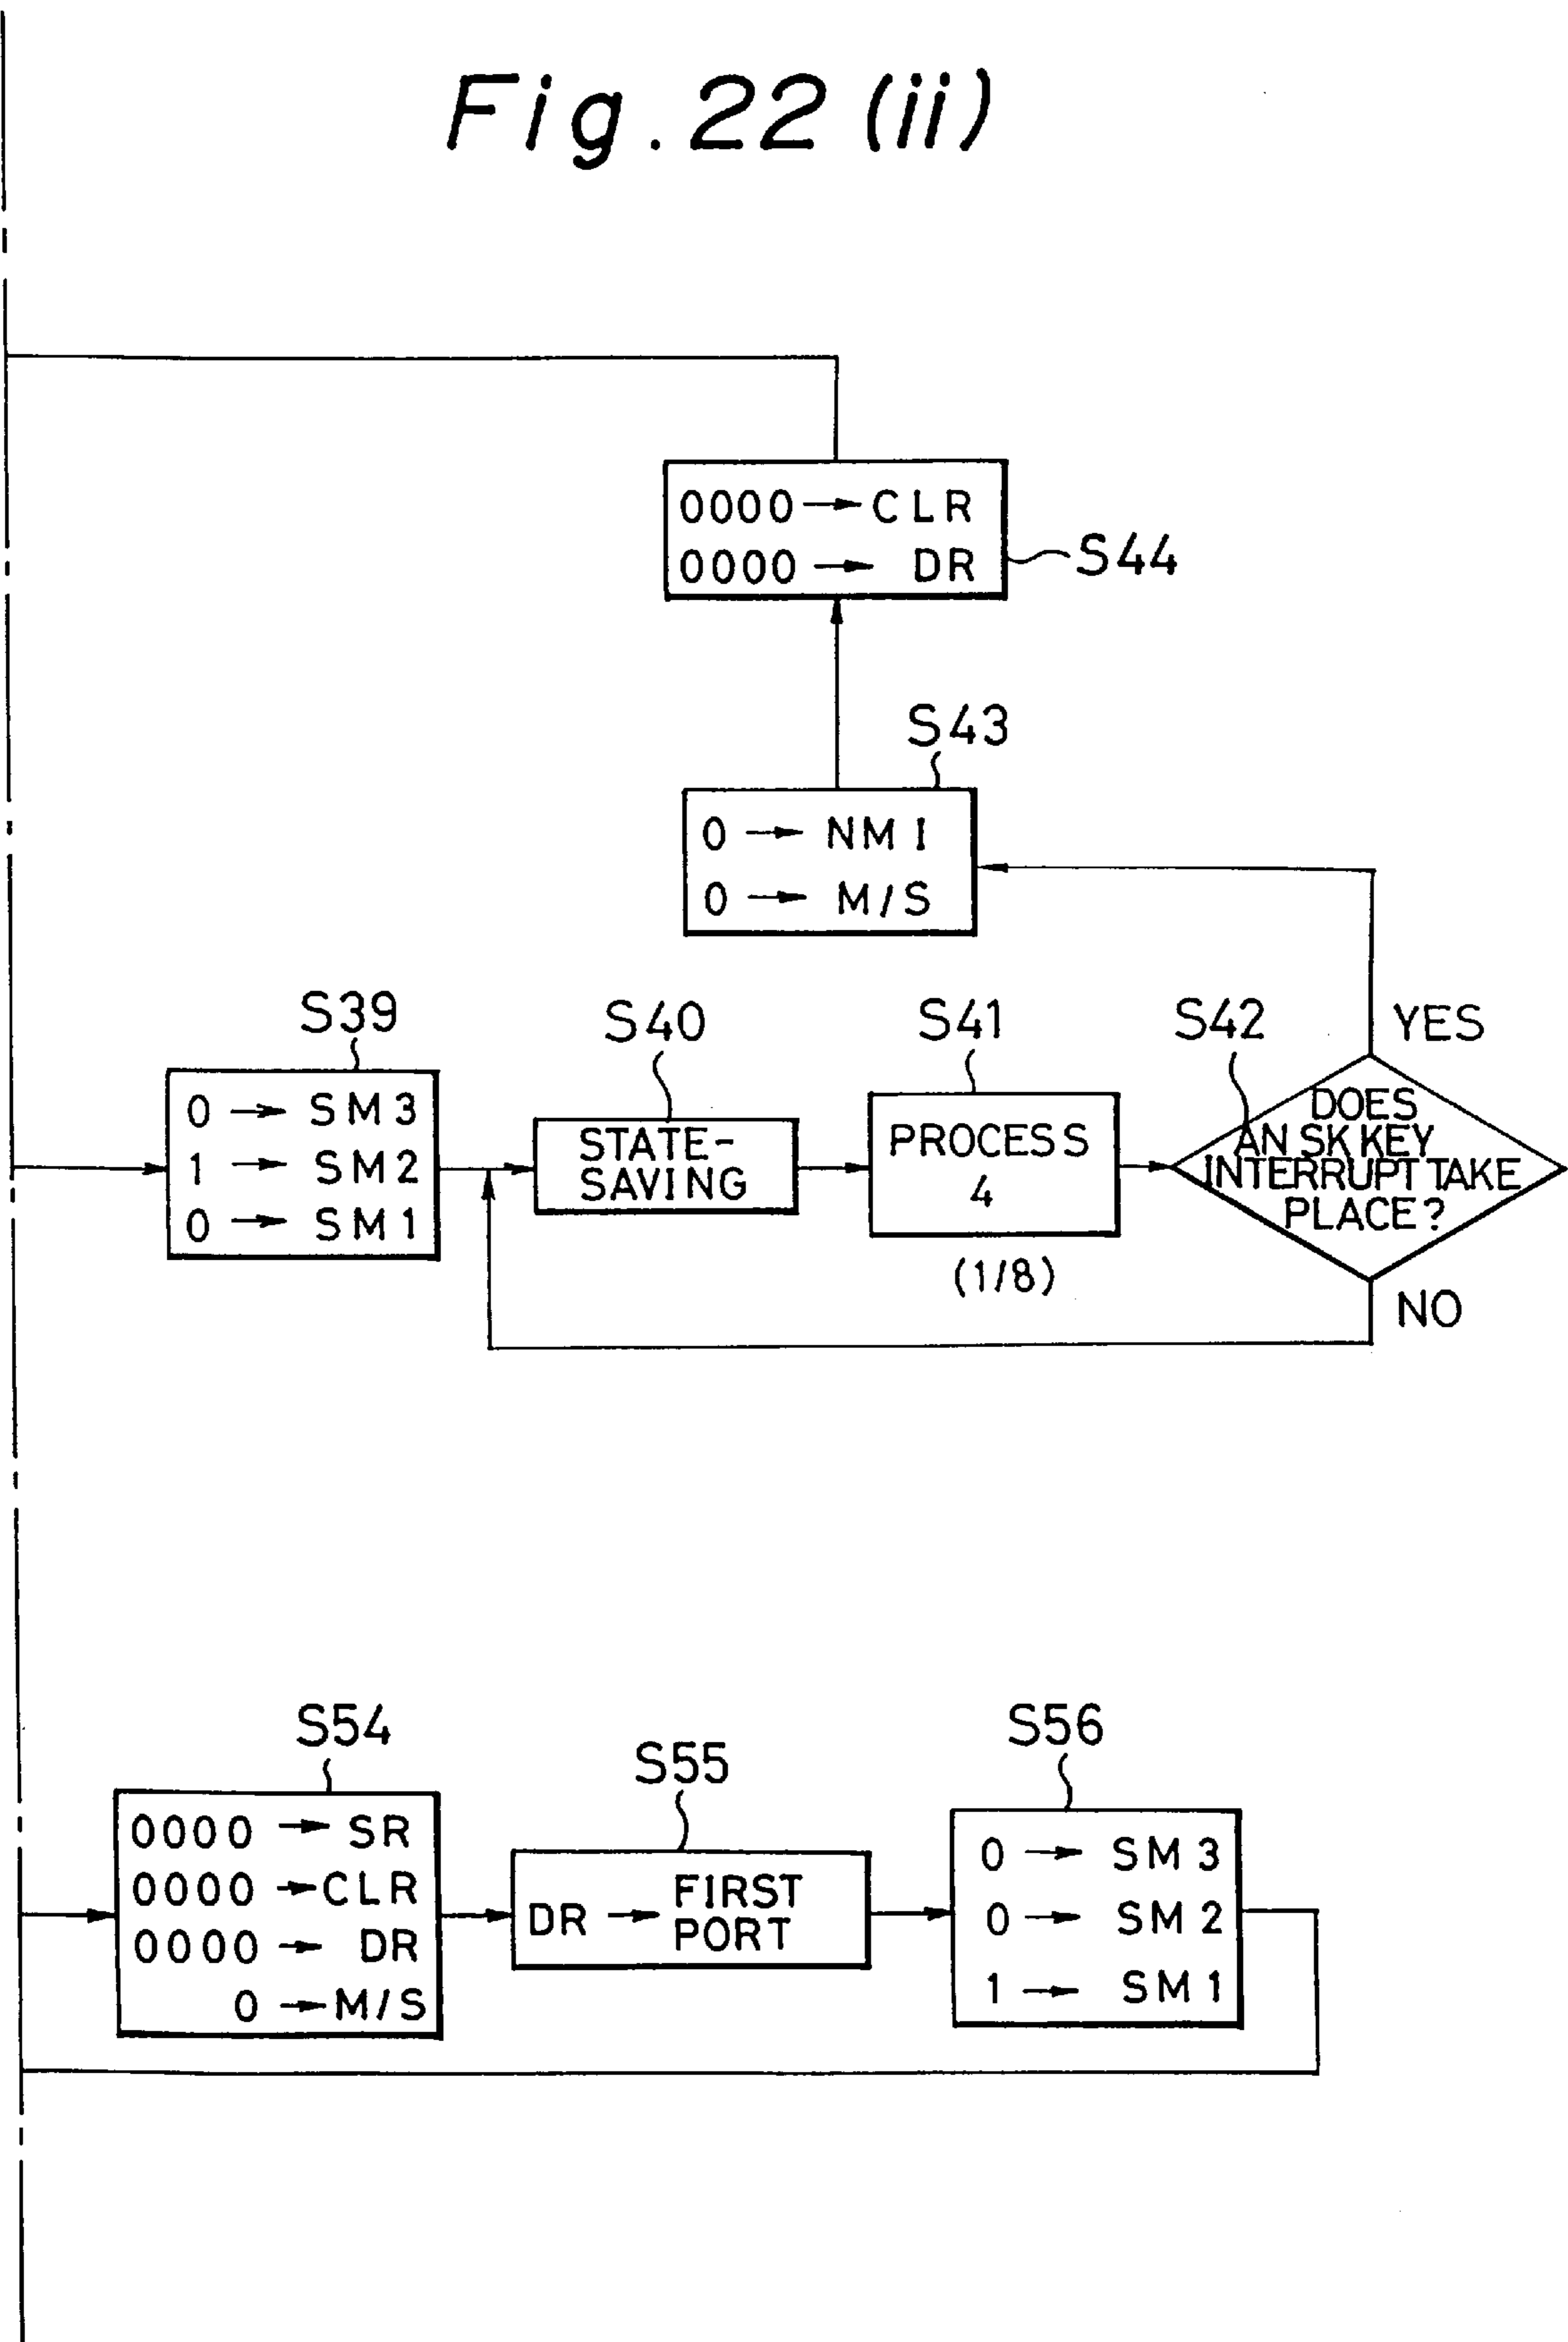 Fig. 22 (ii)
0000 → CLR
0000 → DR
S44
S43
0 → NMI
0 → M/S
S39
0 → SM3
1 → SM2
0 → SM1
S40
STATE-
SAVING
S41
PROCESS
4
(1/8)
S42
YES
DOES
AN SK KEY
INTERRUPT TAKE
PLACE?
NO
S54
0000 → SR
0000 → CLR
0000 → DR
0 → M/S
S55
DR → FIRST
PORT
S56
0 → SM3
0 → SM2
1 → SM1